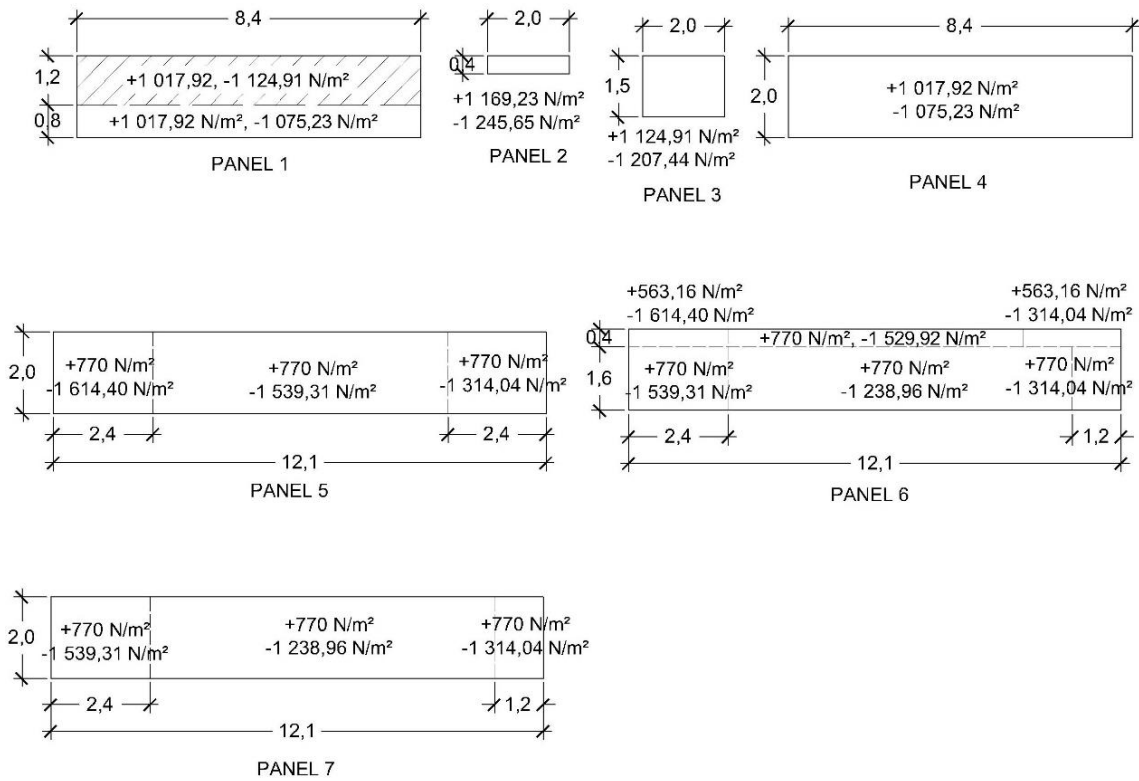 8,4
1,2
+1 017,92, -1 124,91 N/m²
0,8
+1 017,92 N/m², -1 075,23 N/m²
PANEL 1
2,0
0,4
+1 169,23 N/m²
-1 245,65 N/m²
PANEL 2
2,0
1,5
+1 124,91 N/m²
-1 207,44 N/m²
PANEL 3
8,4
2,0
+1 017,92 N/m²
-1 075,23 N/m²
PANEL 4
2,0
+770 N/m²
-1 614,40 N/m²
+770 N/m²
-1 539,31 N/m²
+770 N/m²
-1 314,04 N/m²
2,4
2,4
12,1
PANEL 5
+563,16 N/m²
-1 614,40 N/m²
+563,16 N/m²
-1 314,04 N/m²
0,4
+770 N/m², -1 529,92 N/m²
1,6
+770 N/m²
-1 539,31 N/m²
+770 N/m²
-1 238,96 N/m²
+770 N/m²
-1 314,04 N/m²
2,4
1,2
12,1
PANEL 6
2,0
+770 N/m²
-1 539,31 N/m²
+770 N/m²
-1 238,96 N/m²
+770 N/m²
-1 314,04 N/m²
2,4
1,2
12,1
PANEL 7